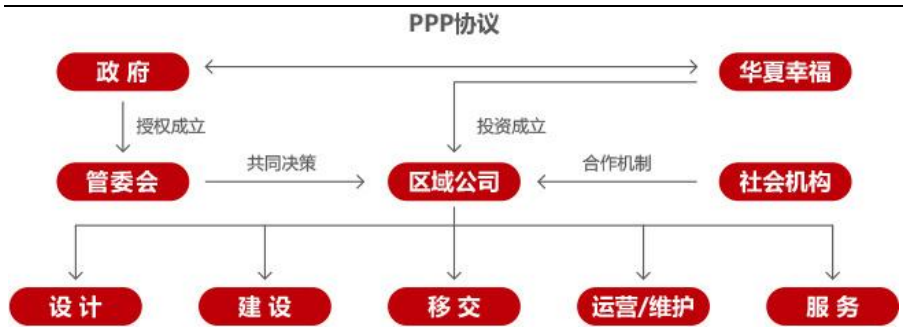 PPP协议
政府
华夏幸福
授权成立
投资成立
管委会
共同决策
区域公司
合作机制
社会机构
设计
建设
移交
运营/维护
服务